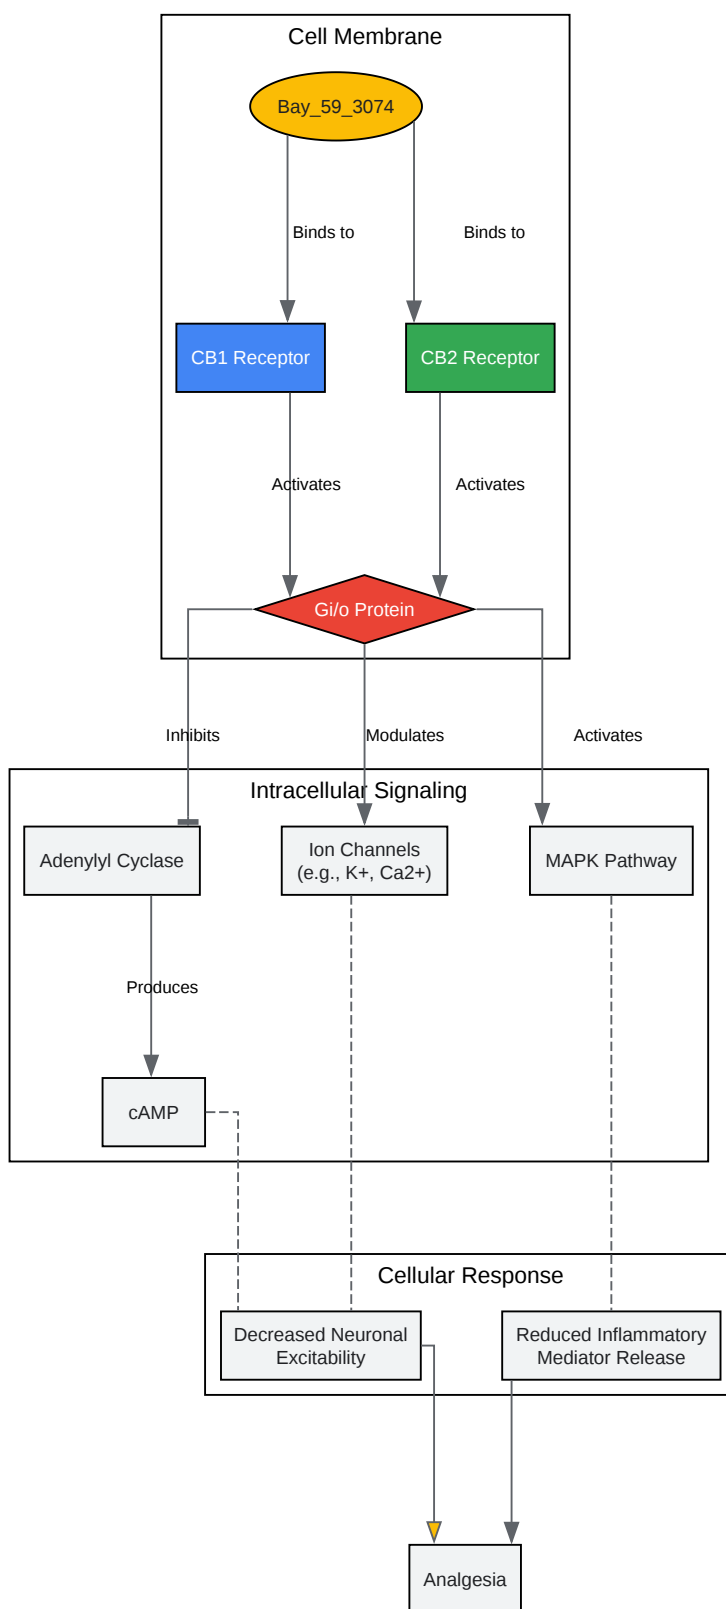 Cell Membrane
Bay_59_3074
Binds to
Binds to
CB1 Receptor
CB2 Receptor
Activates
Activates
Gi/o Protein
Inhibits
Modulates
Activates
Intracellular Signaling
Adenylyl Cyclase
Ion Channels
(e.g., K+, Ca2+)
MAPK Pathway
Produces
cAMP
Cellular Response
Decreased Neuronal
Excitability
Reduced Inflammatory
Mediator Release
Analgesia